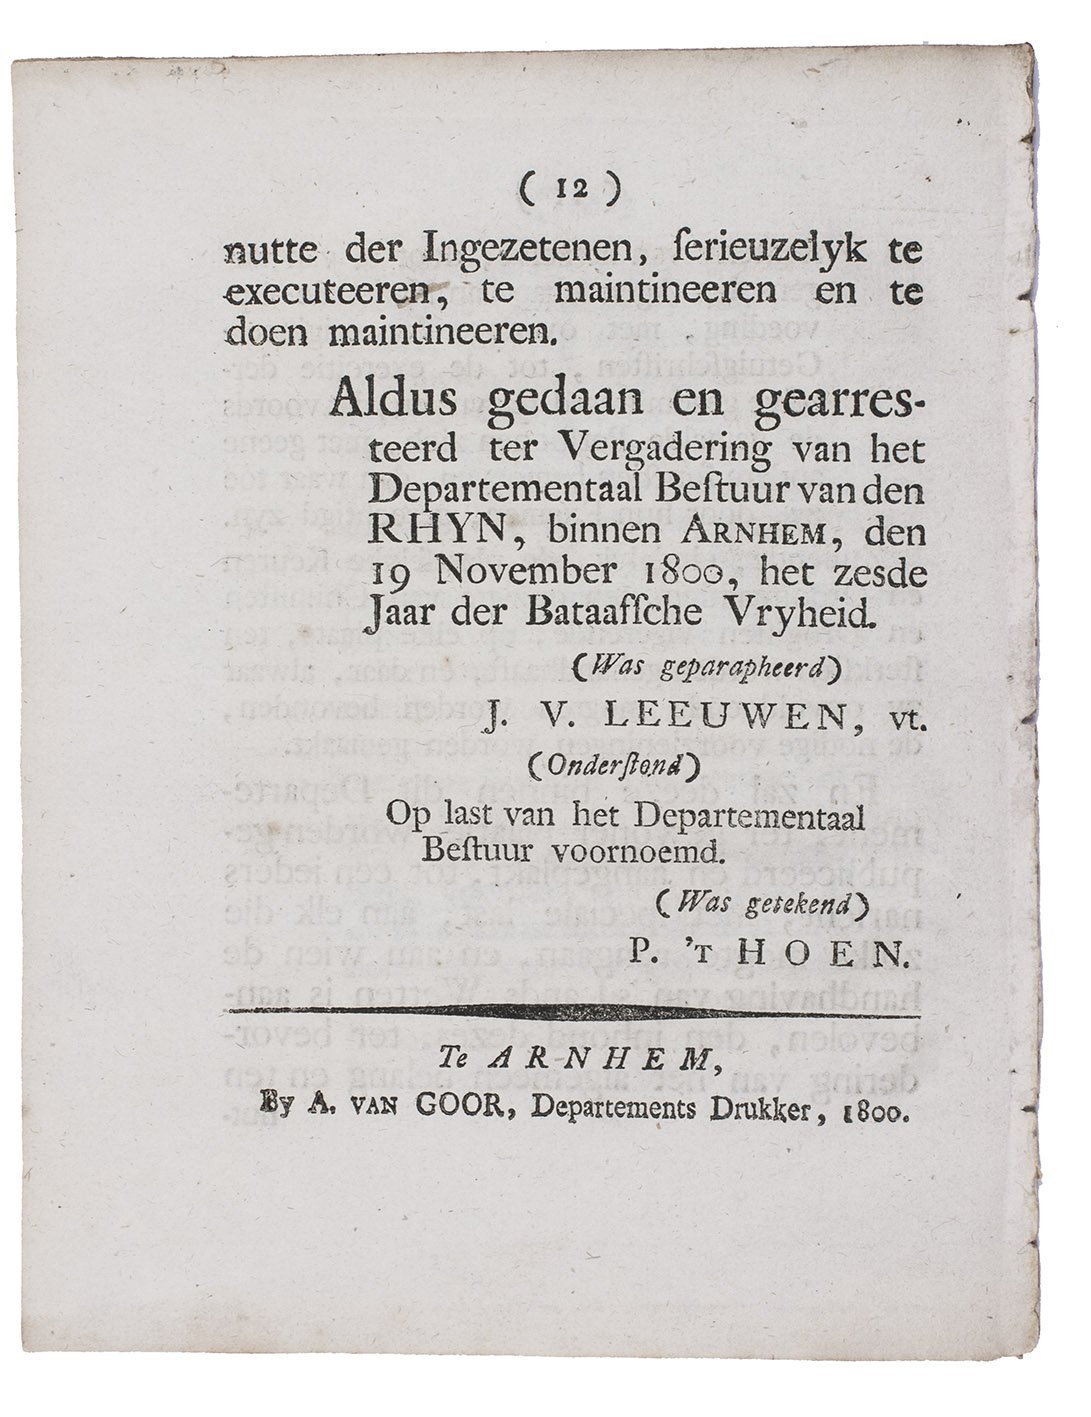 ( 12 )
nutte der Ingezetenen, ſerieuzelyk te
executeeren, te maintineeren en te
doen maintineeren.
Aldus gedaan en gearres-
teerd ter Vergadering van het
Departementaal Beſtuur van den
RHYN, binnen ARNHEM, den
19 November 1800, het zesde
Jaar der Bataafſche Vryheid.
(Was geparapheerd)
J. V. LEEUWEN, vt.
(Onderſtond)
Op last van het Departementaal
Beſtuur voornoemd.
(Was getekend)
P. 'T HOEN.
Te ARNHEM,
By A. VAN GOOR, Departements Drukker, 1800.